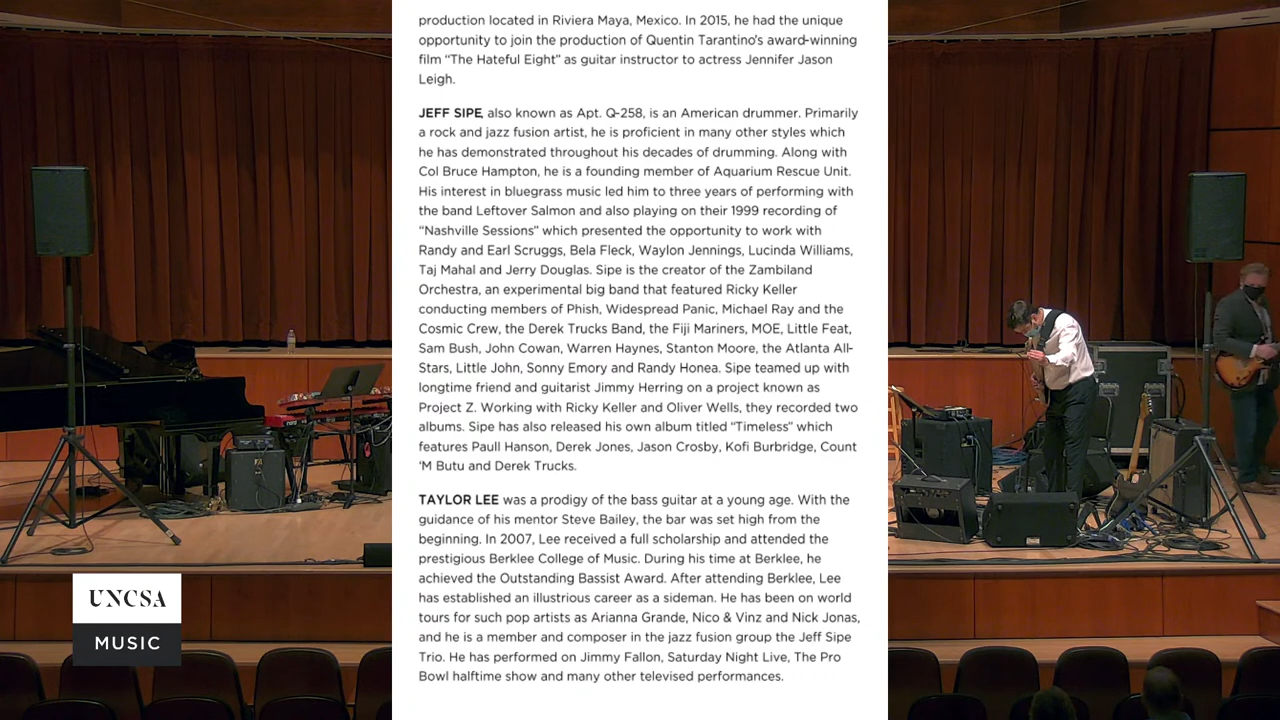 production located in Riviera Maya, Mexico. In 2015, he had the unique
opportunity to join the production of Quentin Tarantino's award-winning
film "The Hateful Eight" as guitar instructor to actress Jennifer Jason
Leigh.
JEFF SIPE, also known as Apt. Q-258, is an American drummer. Primarily
a rock and jazz fusion artist, he is proficient in many other styles which
he has demonstrated throughout his decades of drumming. Along with
Col Bruce Hampton, he is a founding member of Aquarium Rescue Unit.
His interest in bluegrass music led him to three years of performing with
the band Leftover Salmon and also playing on their 1999 recording of
"Nashville Sessions" which presented the opportunity to work with
Randy and Earl Scruggs, Bela Fleck, Waylon Jennings, Lucinda Williams,
Taj Mahal and Jerry Douglas. Sipe is the creator of the Zambiland
Orchestra, an experimental big band that featured Ricky Keller
conducting members of Phish, Widespread Panic, Michael Ray and the
Cosmic Crew, the Derek Trucks Band, the Fiji Mariners, MOE, Little Feat,
Sam Bush, John Cowan, Warren Haynes, Stanton Moore, the Atlanta All-
Stars, Little John, Sonny Emory and Randy Honea. Sipe teamed up with
longtime friend and guitarist Jimmy Herring on a project known as
Project Z. Working with Ricky Keller and Oliver Wells, they recorded two
albums. Sipe has also released his own album titled "Timeless" which
features Paull Hanson, Derek Jones, Jason Crosby, Kofi Burbridge, Count
'M Butu and Derek Trucks.
TAYLOR LEE was a prodigy of the bass guitar at a young age. With the
guidance of his mentor Steve Bailey, the bar was set high from the
beginning. In 2007, Lee received a full scholarship and attended the
prestigious Berklee College of Music. During his time at Berklee, he
achieved the Outstanding Bassist Award. After attending Berklee, Lee
has established an illustrious career as a sideman. He has been on world
tours for such pop artists as Arianna Grande, Nico & Vinz and Nick Jonas,
and he is a member and composer in the jazz fusion group the Jeff Sipe
Trio. He has performed on Jimmy Fallon, Saturday Night Live, The Pro
Bowl halftime show and many other televised performances.
UNCSA
MUSIC